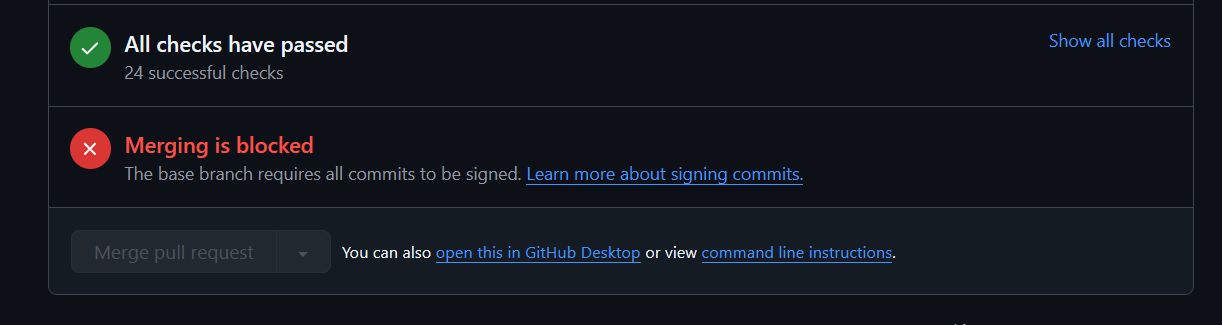 All checks have passed
Show all checks
24 successful checks
Merging is blocked
The base branch requires all commits to be signed. Learn more about signing commits.
Merge pull request
You can also open this in GitHub Desktop or view command line instructions.